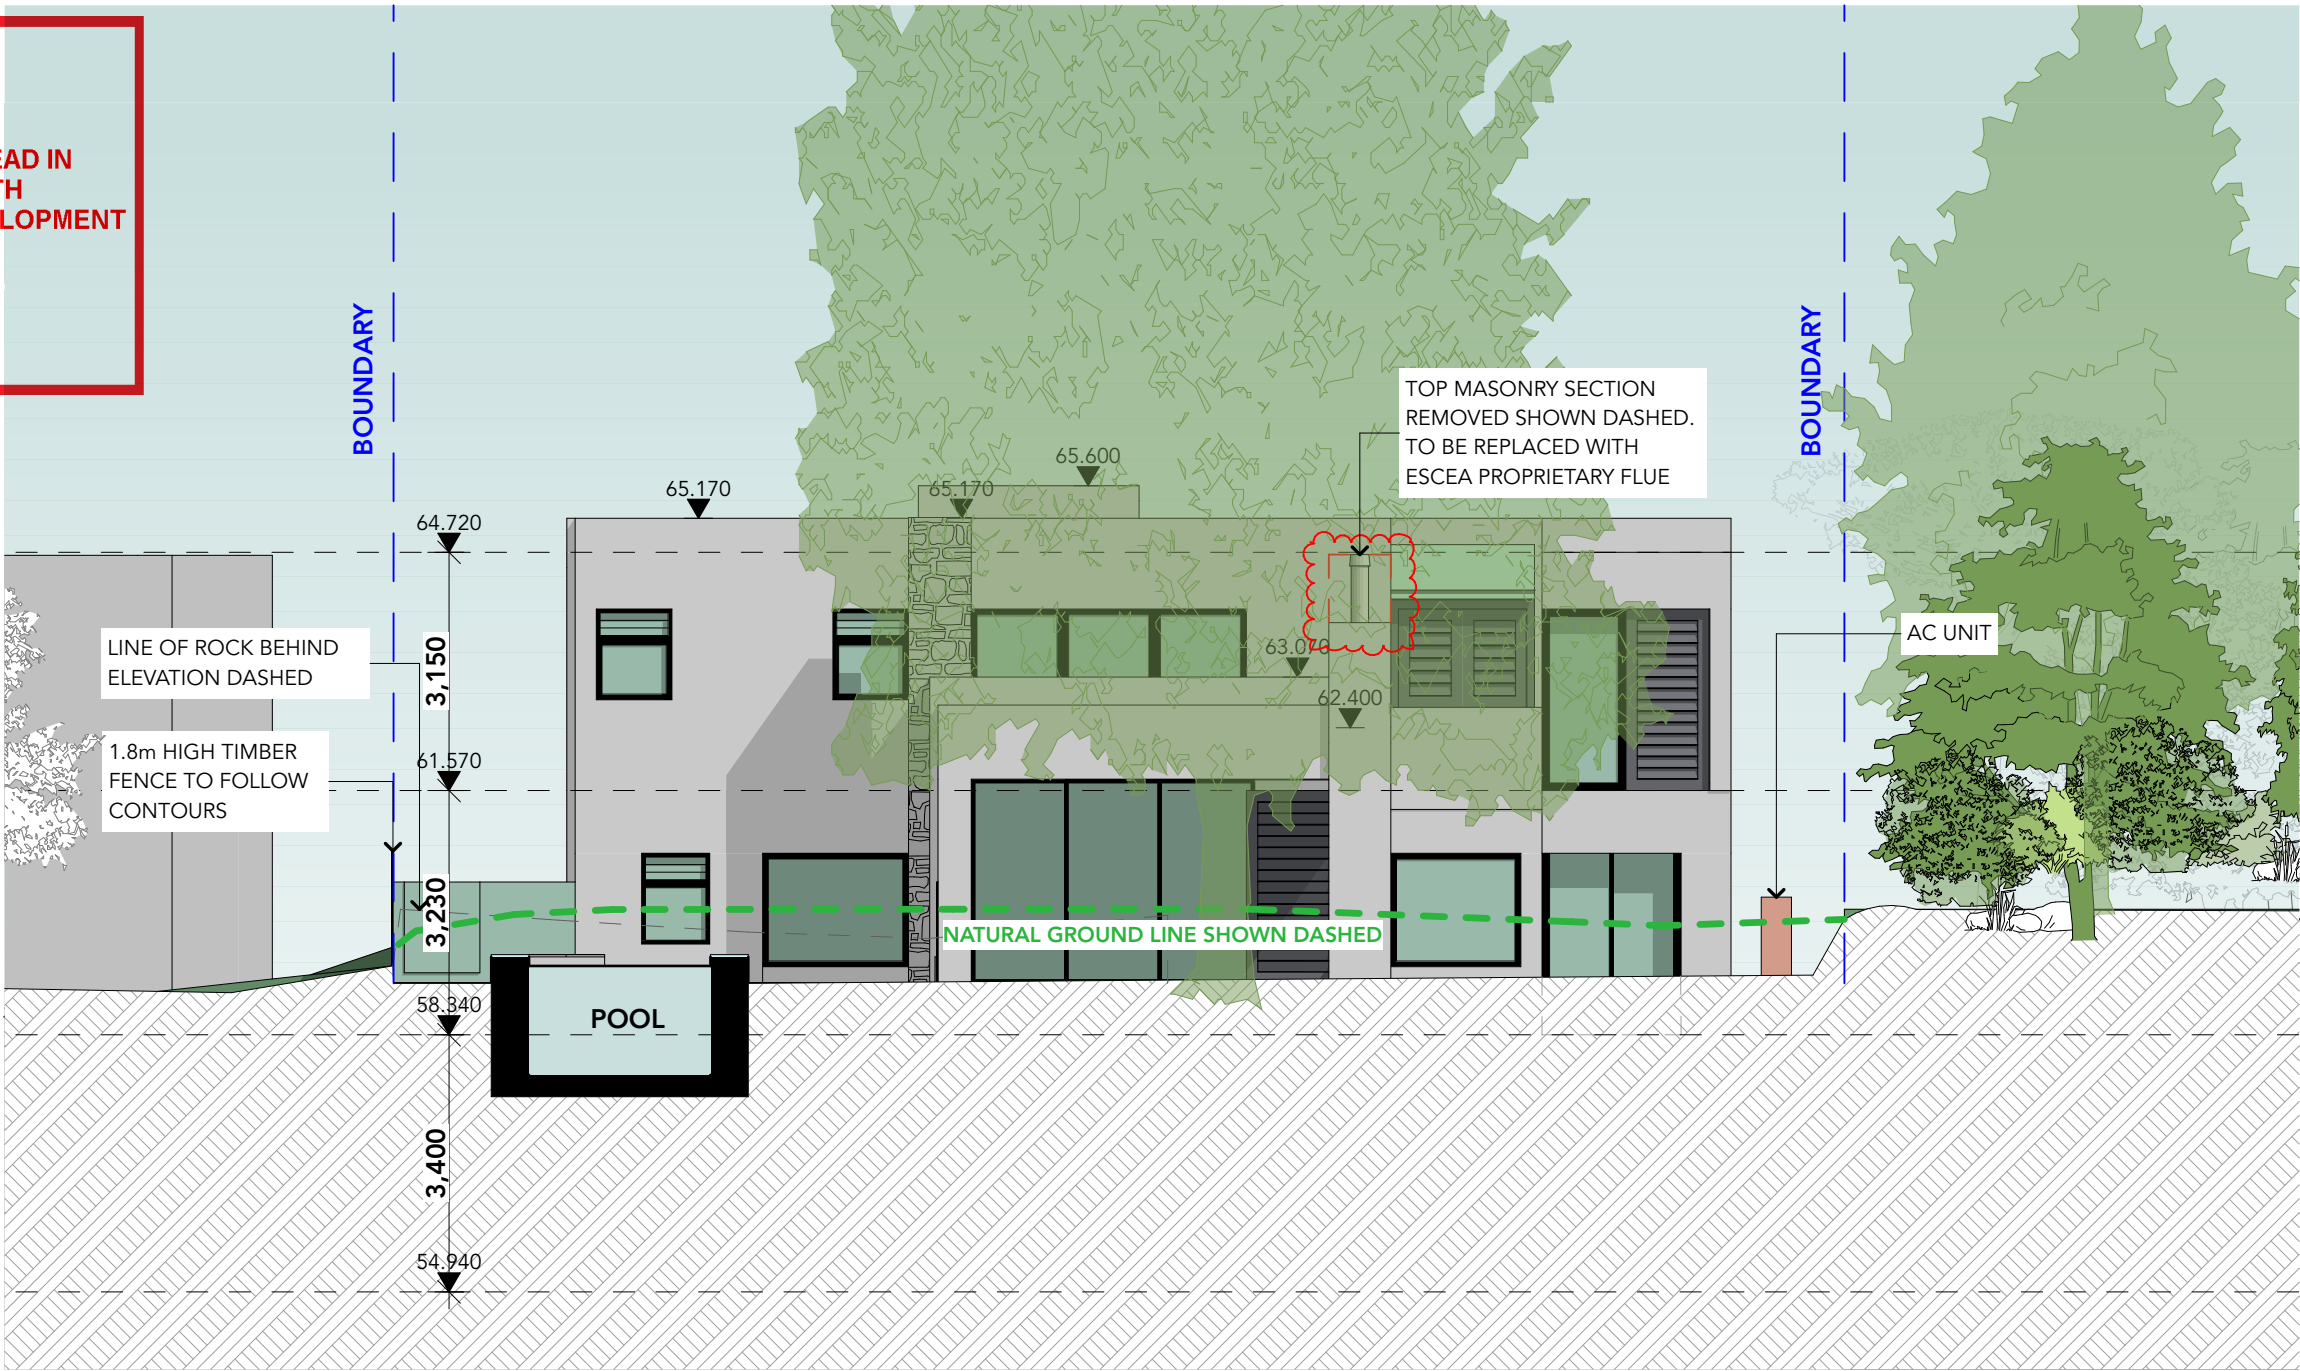 EAD IN
TH
LOPMENT
BOUNDARY
BOUNDARY
TOP MASONRY SECTION
REMOVED SHOWN DASHED.
TO BE REPLACED WITH
ESCEA PROPRIETARY FLUE
65.600
65.170
65.170
64.720
LINE OF ROCK BEHIND
ELEVATION DASHED
3,150
63.070
AC UNIT
62.400
1.8m HIGH TIMBER
FENCE TO FOLLOW
CONTOURS
61.570
3,230
NATURAL GROUND LINE SHOWN DASHED
58.340
POOL
3,400
54.940